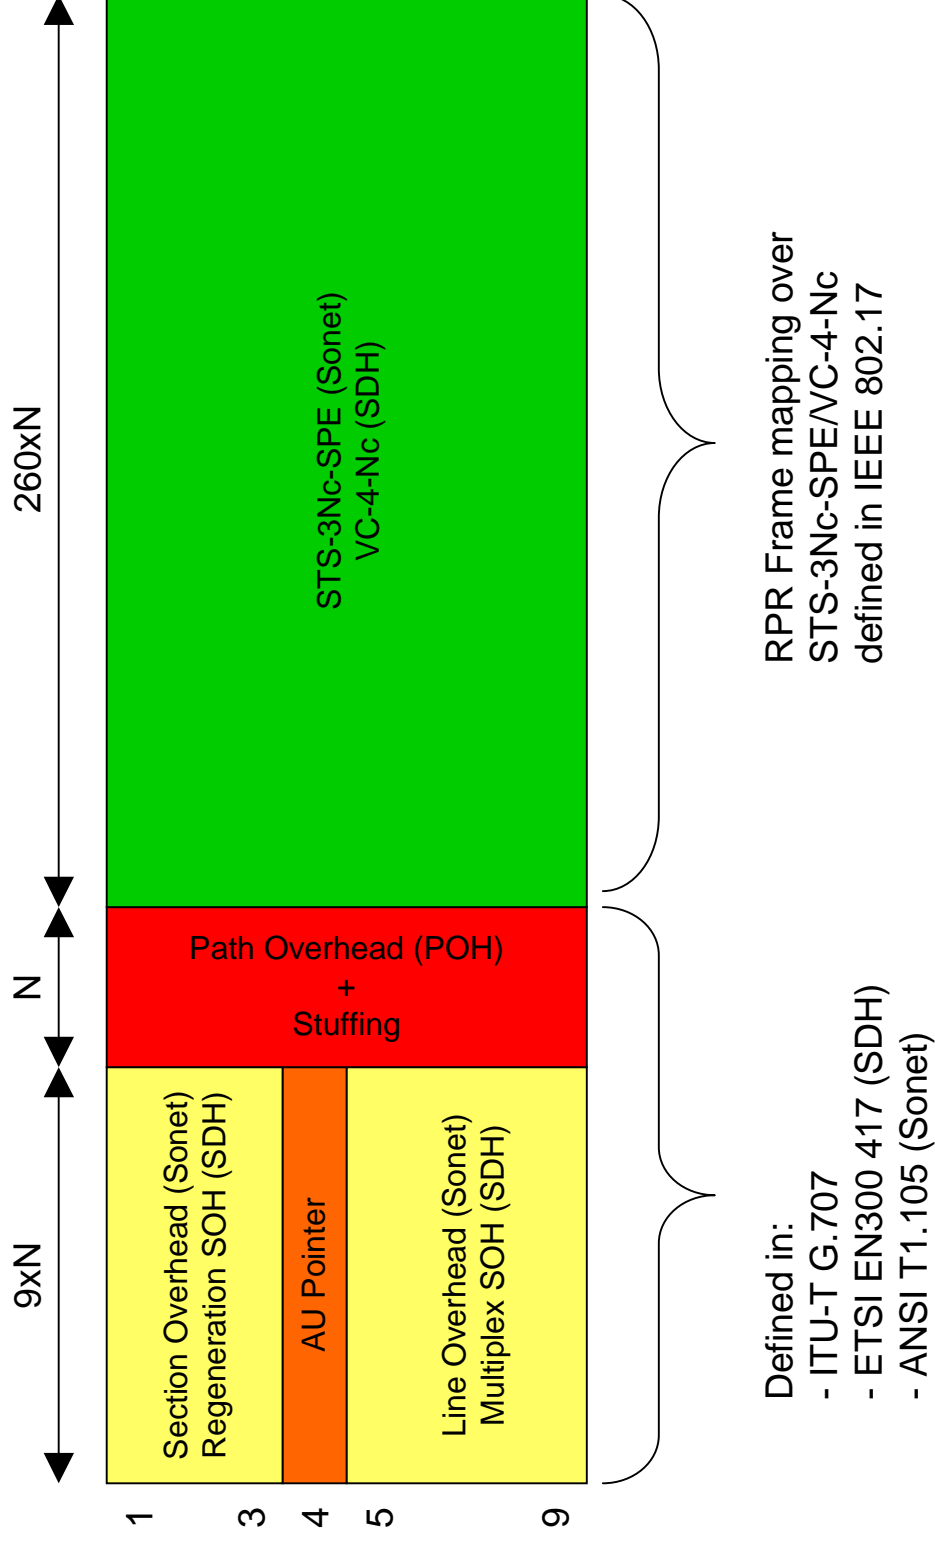 9xN
N
260xN
1
3
4
5
9
Section Overhead (Sonet)
Regeneration SOH (SDH)
AU Pointer
Line Overhead (Sonet)
Multiplex SOH (SDH)
Path Overhead (POH)
+
Stuffing
STS-3Nc-SPE (Sonet)
VC-4-Nc (SDH)
Defined in:
- ITU-T G.707
- ETSI EN300 417 (SDH)
- ANSI T1.105 (Sonet)
RPR Frame mapping over
STS-3Nc-SPE/VC-4-Nc
defined in IEEE 802.17